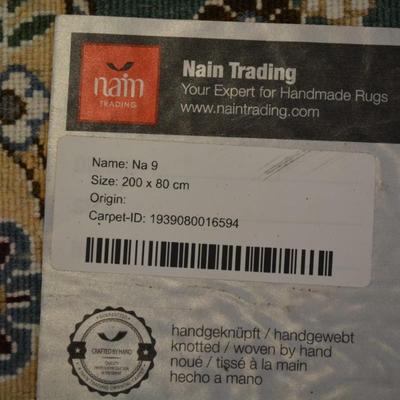 nain
TRADING
Nain Trading
Your Expert for Handmade Rugs
www.naintrading.com
Name: Na 9
Size: 200 x 80 cm
Origin:
Carpet-ID: 1939080016594
CRAFTED BY HAND
handgeknüpft / handgewebt
knotted / woven by hand
noué / tissé à la main
hecho a mano